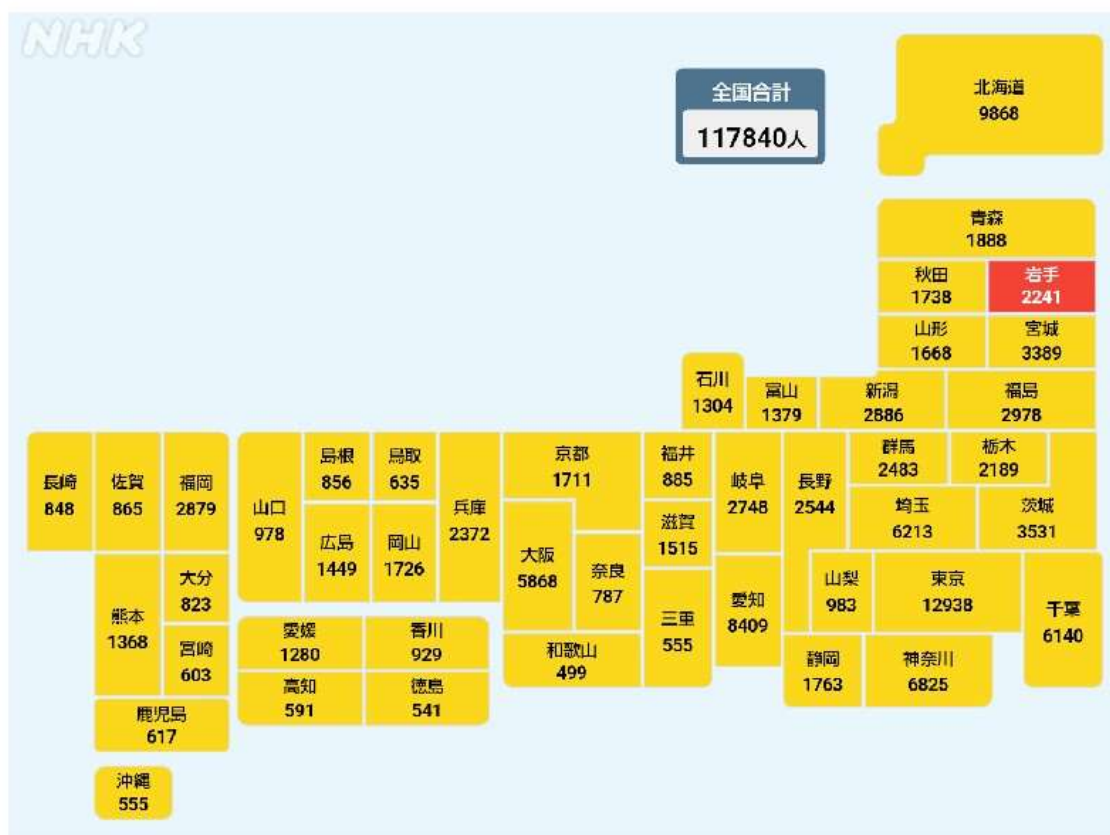 NHK
全国合計
117840人
北海道
9868
青森
1888
秋田
1738
岩手
2241
山形
1668
宮城
3389
石川
1304
富山
1379
新潟
2886
福島
2978
長崎
848
佐賀
865
福岡
2879
山口
978
島根
856
鳥取
635
兵庫
2372
京都
1711
福井
885
岐阜
2748
長野
2544
群馬
2483
栃木
2189
広島
1449
岡山
1726
大阪
5868
滋賀
1515
埼玉
6213
茨城
3531
熊本
1368
大分
823
奈良
787
三重
555
愛知
8409
山梨
983
東京
12938
千葉
6140
宮崎
603
愛媛
1280
香川
929
和歌山
499
静岡
1763
神奈川
6825
鹿児島
617
高知
591
徳島
541
沖縄
555